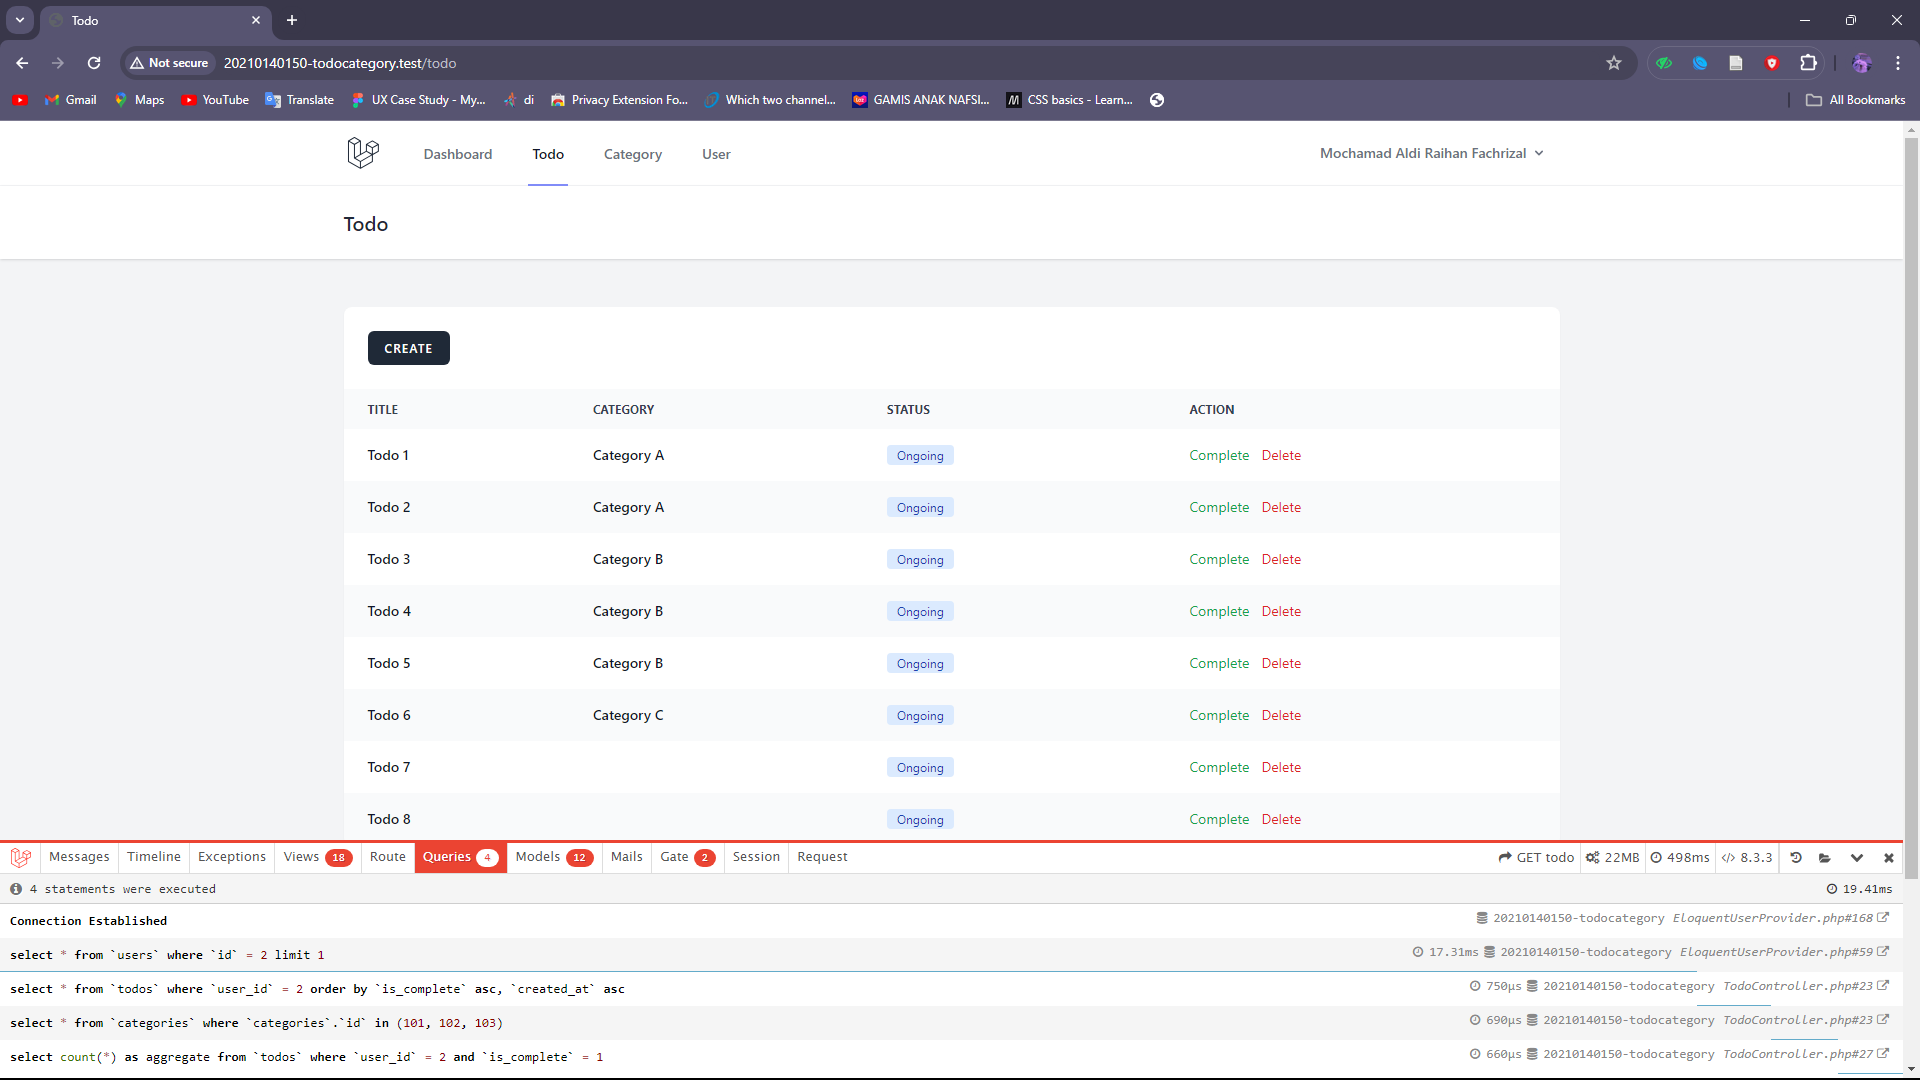 Todo
Not secure
20210140150-todocategory.test/todo
Gmail
Maps
YouTube
Translate
UX Case Study - My...
di
Privacy Extension Fo...
Which two channel...
GAMIS ANAK NAFSI...
CSS basics - Learn...
All Bookmarks
Dashboard
Todo
Category
User
Mochamad Aldi Raihan Fachrizal
Todo
CREATE
TITLE CATEGORY STATUS ACTION
Todo 1 Category A Ongoing Complete Delete
Todo 2 Category A Ongoing Complete Delete
Todo 3 Category B Ongoing Complete Delete
Todo 4 Category B Ongoing Complete Delete
Todo 5 Category B Ongoing Complete Delete
Todo 6 Category C Ongoing Complete Delete
Todo 7 Ongoing Complete Delete
Todo 8 Ongoing Complete Delete
Messages Timeline Exceptions Views 18 Route Queries 4 Models 12 Mails Gate 2 Session Request GET todo 22MB 498ms </> 8.3.3
4 statements were executed 19.41ms
Connection Established 20210140150-todocategory EloquentUserProvider.php#168
select * from `users` where `id` = 2 limit 1 17.31ms 20210140150-todocategory EloquentUserProvider.php#59
select * from `todos` where `user_id` = 2 order by `is_complete` asc, `created_at` asc 750μs 20210140150-todocategory TodoController.php#23
select * from `categories` where `categories`.`id` in (101, 102, 103) 690μs 20210140150-todocategory TodoController.php#23
select count(*) as aggregate from `todos` where `user_id` = 2 and `is_complete` = 1 660μs 20210140150-todocategory TodoController.php#27